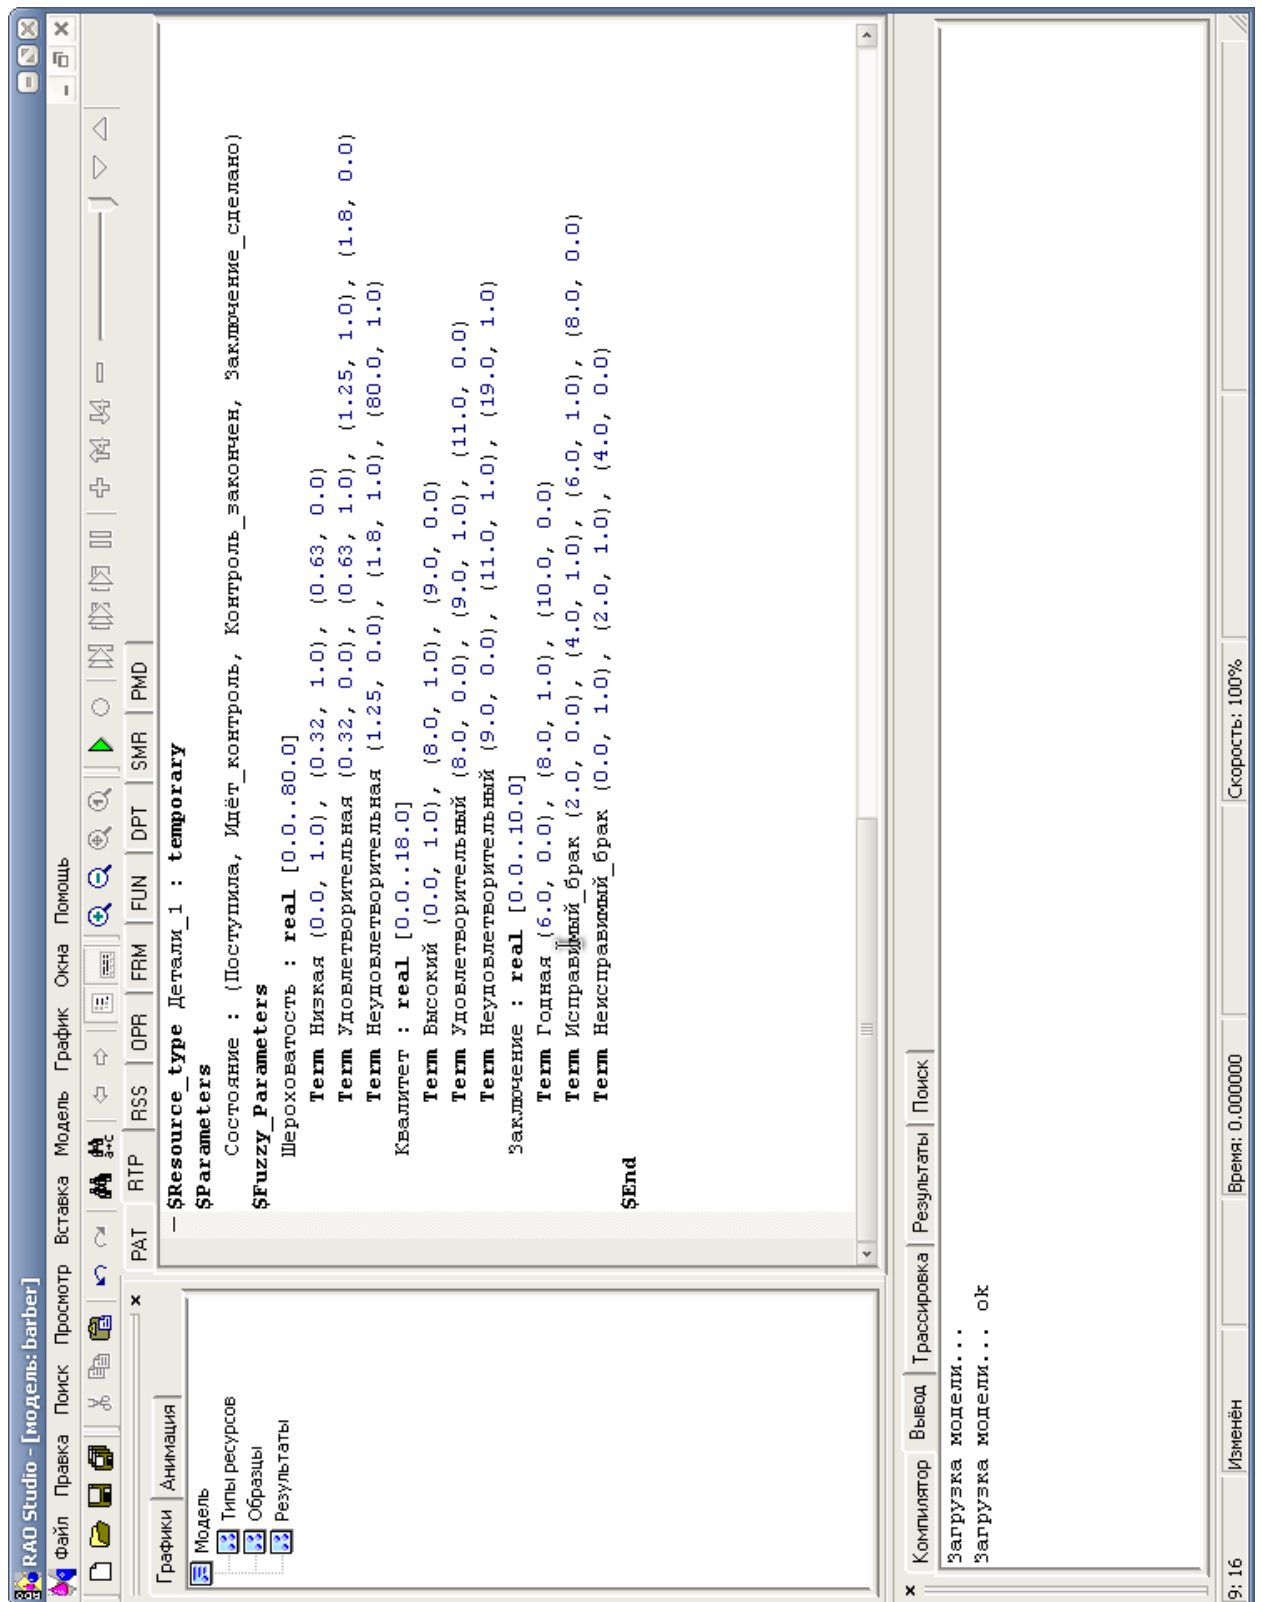 RAO Studio - [модель: barber]
Файл Правка Поиск Просмотр Вставка Модель График Окна Помощь
Графики Анимация
Модель
Типы ресурсов
Образцы
Результаты
PAT RTP RSS OPR FRM FUN DPT SMR PMD
$Resource_type Детали_1 : temporary
$Parameters
Состояние : (Поступила, Идёт_контроль, Контроль_закончен, Заключение_сделано)
$Fuzzy_Parameters
Шероховатость : real [0.0..80.0]
Term Низкая (0.0, 1.0), (0.32, 1.0), (0.63, 0.0)
Term Удовлетворительная (0.32, 0.0), (0.63, 1.0), (1.25, 1.0), (1.8, 0.0)
Term Неудовлетворительная (1.25, 0.0), (1.8, 1.0), (80.0, 1.0)
Квалитет : real [0.0..18.0]
Term Высокий (0.0, 1.0), (8.0, 1.0), (9.0, 0.0)
Term Удовлетворительный (8.0, 0.0), (9.0, 1.0), (11.0, 0.0)
Term Неудовлетворительный (9.0, 0.0), (11.0, 1.0), (19.0, 1.0)
Заключение : real [0.0..10.0]
Term Годная (6.0, 0.0), (8.0, 1.0), (10.0, 0.0)
Term Исправимый_брак (2.0, 0.0), (4.0, 1.0), (6.0, 1.0), (8.0, 0.0)
Term Неисправимый_брак (0.0, 1.0), (2.0, 1.0), (4.0, 0.0)
$End
Компилятор Вывод Трассировка Результаты Поиск
Загрузка модели...
Загрузка модели... ok
9: 16 Изменён Время: 0.000000 Скорость: 100%